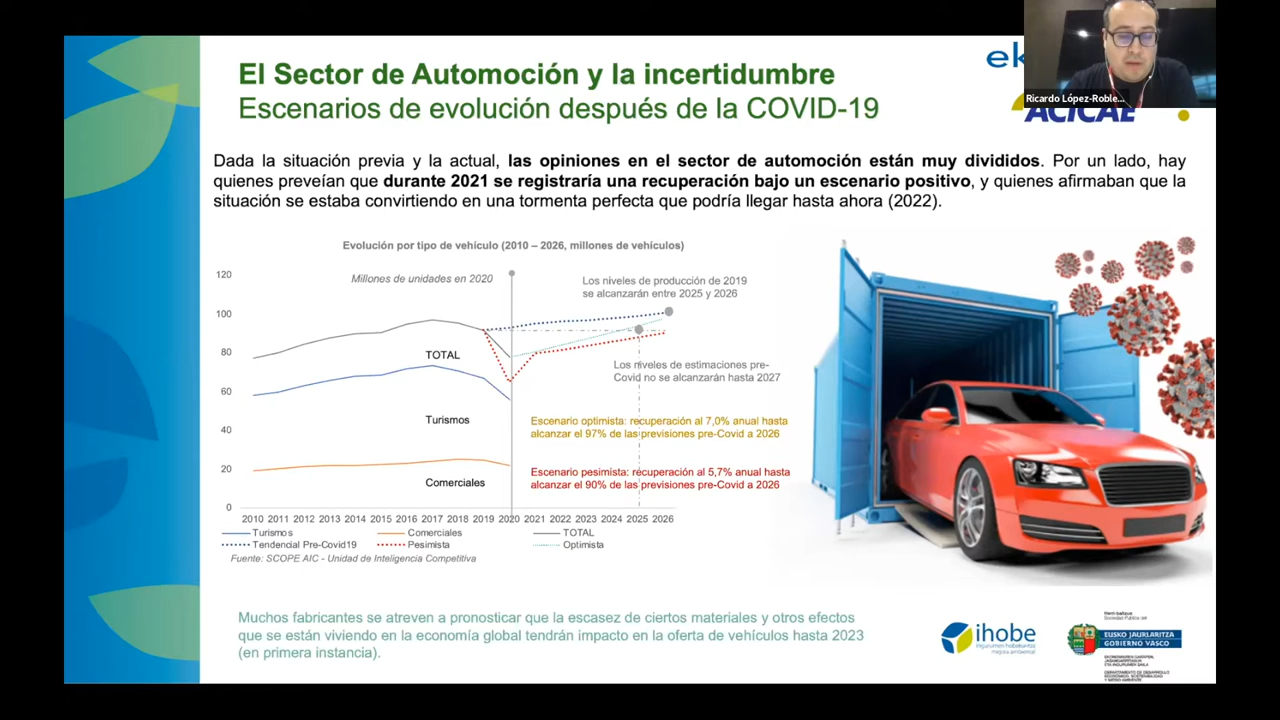 El Sector de Automoción y la incertidumbre
Escenarios de evolución después de la COVID-19
ek
Ricardo López-Roble...
ACICAE
Dada la situación previa y la actual, las opiniones en el sector de automoción están muy divididos. Por un lado, hay
quienes preveían que durante 2021 se registraría una recuperación bajo un escenario positivo, y quienes afirmaban que la
situación se estaba convirtiendo en una tormenta perfecta que podría llegar hasta ahora (2022).
Evolución por tipo de vehículo (2010 – 2026, millones de vehículos)
Millones de unidades en 2020
Los niveles de producción de 2019
se alcanzarán entre 2025 y 2026
120
100
80
60
40
20
0
TOTAL
Turismos
Comerciales
Los niveles de estimaciones pre-
Covid no se alcanzarán hasta 2027
Escenario optimista: recuperación al 7,0% anual hasta
alcanzar el 97% de las previsiones pre-Covid a 2026
Escenario pesimista: recuperación al 5,7% anual hasta
alcanzar el 90% de las previsiones pre-Covid a 2026
2010 2011 2012 2013 2014 2015 2016 2017 2018 2019 2020 2021 2022 2023 2024 2025 2026
Turismos Comerciales TOTAL
Tendencial Pre-Covid19 Pesimista Optimista
Fuente: SCOPE AIC - Unidad de Inteligencia Competitiva
Muchos fabricantes se atreven a pronosticar que la escasez de ciertos materiales y otros efectos
que se están viviendo en la economía global tendrán impacto en la oferta de vehículos hasta 2023
(en primera instancia).
ihobe
EUSKO JAURLARITZA
GOBIERNO VASCO